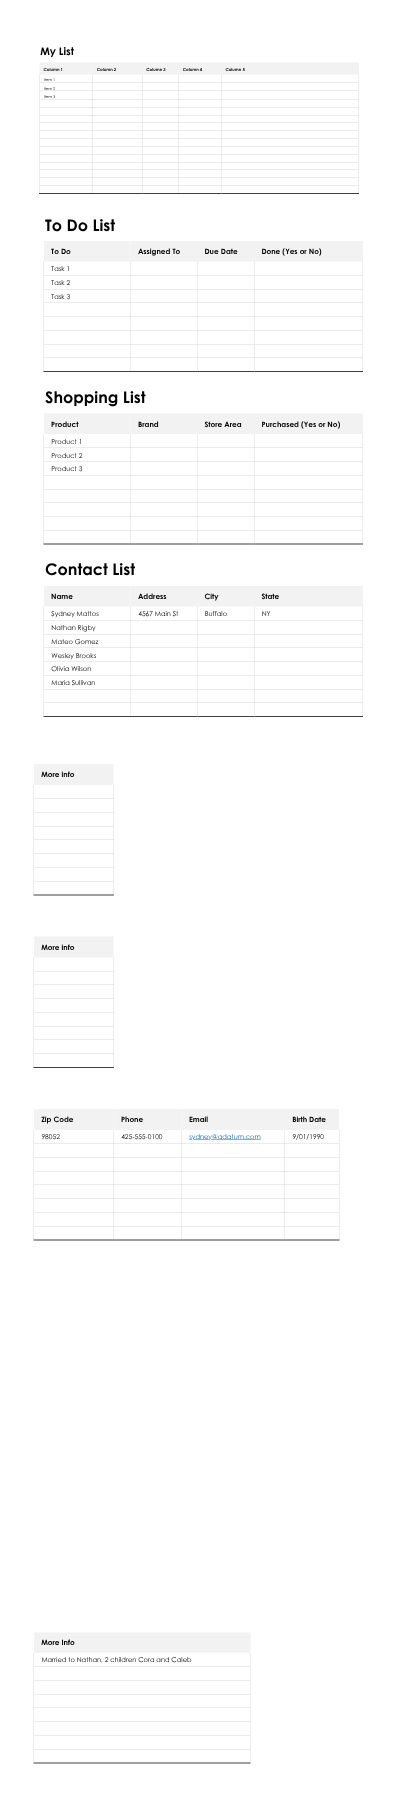 My List
Column 1 Column 2 Column 3 Column 4 Column 5
Item 1
Item 2
Item 3
To Do List
To Do Assigned To Due Date Done (Yes or No)
Task 1
Task 2
Task 3
Shopping List
Product Brand Store Area Purchased (Yes or No)
Product 1
Product 2
Product 3
Contact List
Name Address City State
Sydney Mattos 4567 Main St Buffalo NY
Nathan Rigby
Mateo Gomez
Wesley Brooks
Olivia Wilson
Maria Sullivan
More Info
More Info
Zip Code Phone Email Birth Date
98052 425-555-0100 sydney@adatum.com 9/01/1990
More Info
Married to Nathan, 2 children Cora and Caleb